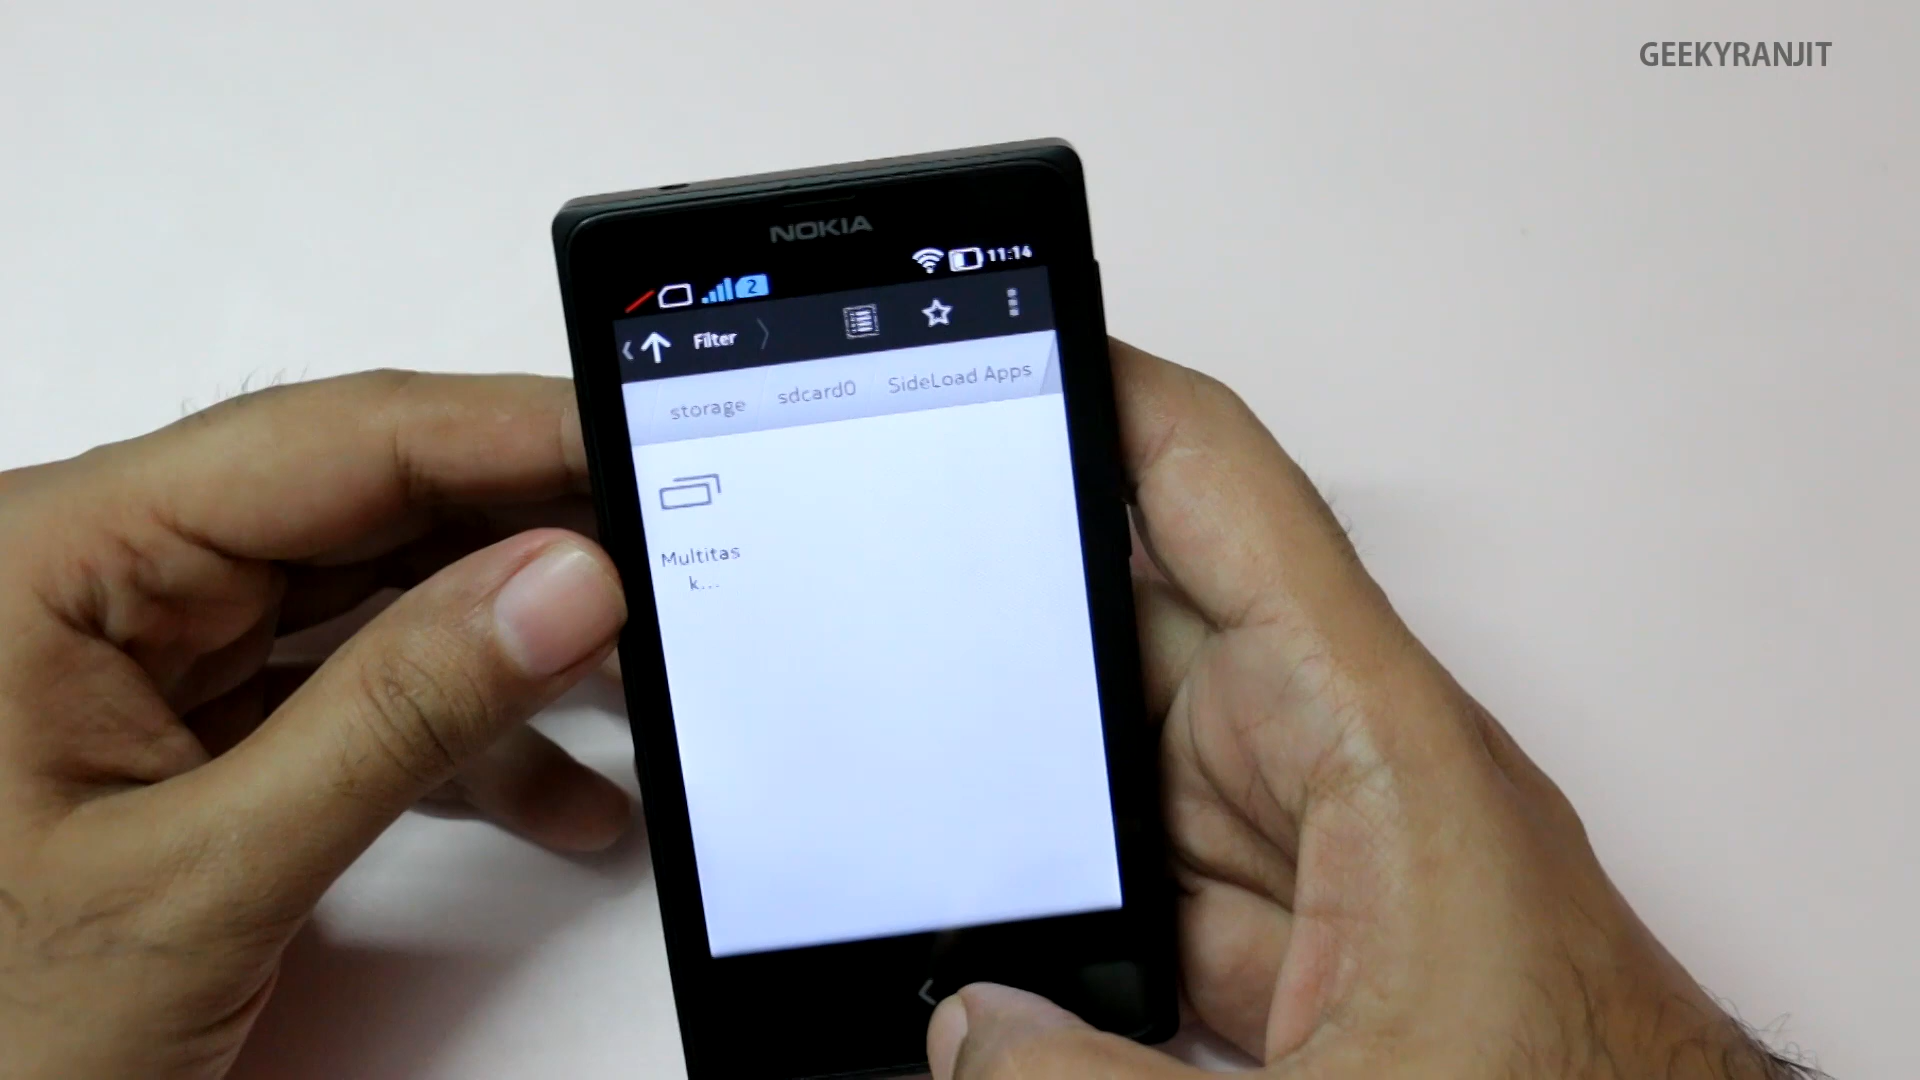 GEEKYRANJIT
NOKIA
2
11:14
Filter
storage sdcard0 SideLoad Apps
Multitas
k...